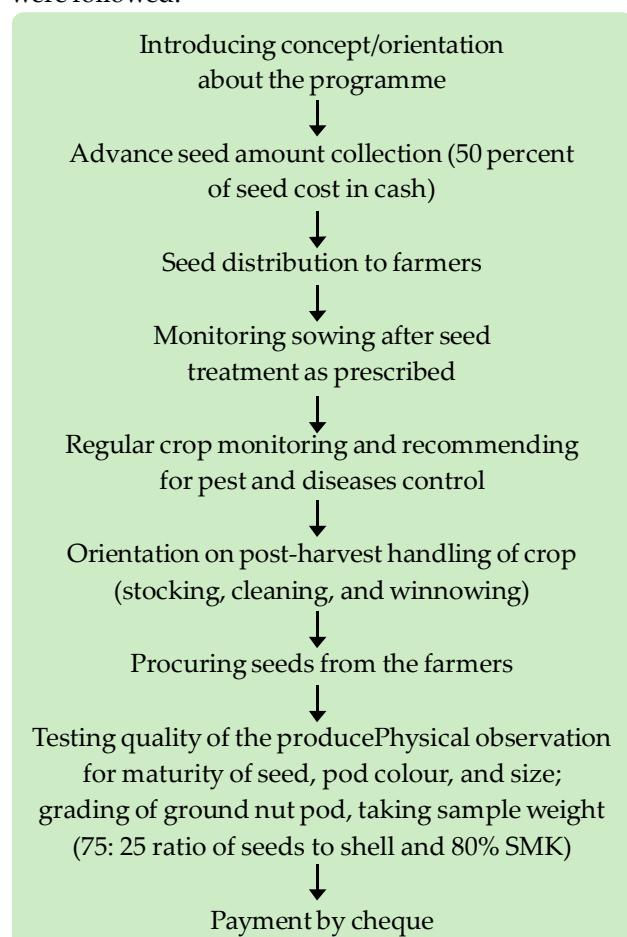 were followed:
Introducing concept/orientation
about the programme
Advance seed amount collection (50 percent
of seed cost in cash)
Seed distribution to farmers
Monitoring sowing after seed
treatment as prescribed
Regular crop monitoring and recommending
for pest and diseases control
Orientation on post-harvest handling of crop
(stocking, cleaning, and winnowing)
Procuring seeds from the farmers
Testing quality of the producePhysical observation
for maturity of seed, pod colour, and size;
grading of ground nut pod, taking sample weight
(75: 25 ratio of seeds to shell and 80% SMK)
Payment by cheque